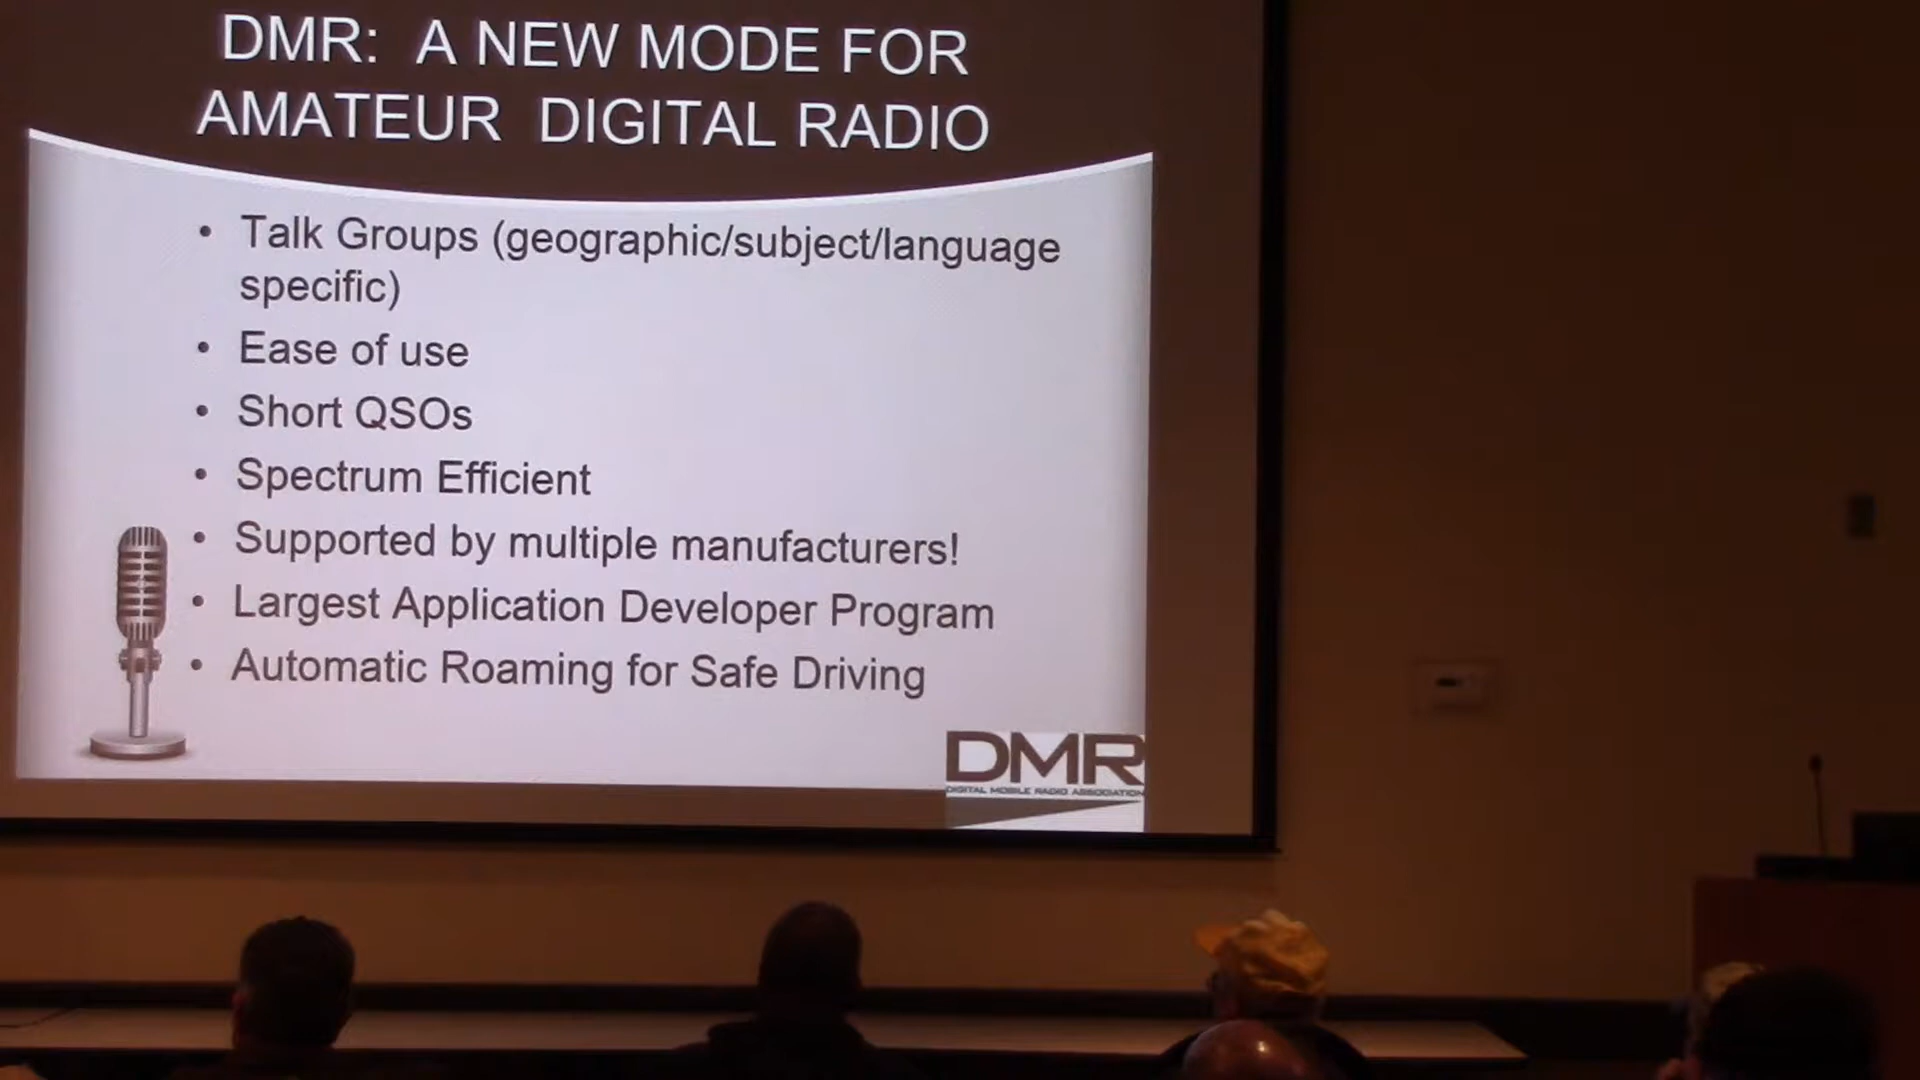 DMR: A NEW MODE FOR
AMATEUR DIGITAL RADIO
• Talk Groups (geographic/subject/language
specific)
• Ease of use
• Short QSOs
• Spectrum Efficient
• Supported by multiple manufacturers!
• Largest Application Developer Program
• Automatic Roaming for Safe Driving
DMR
DIGITAL MOBILE RADIO ASSOCIATION